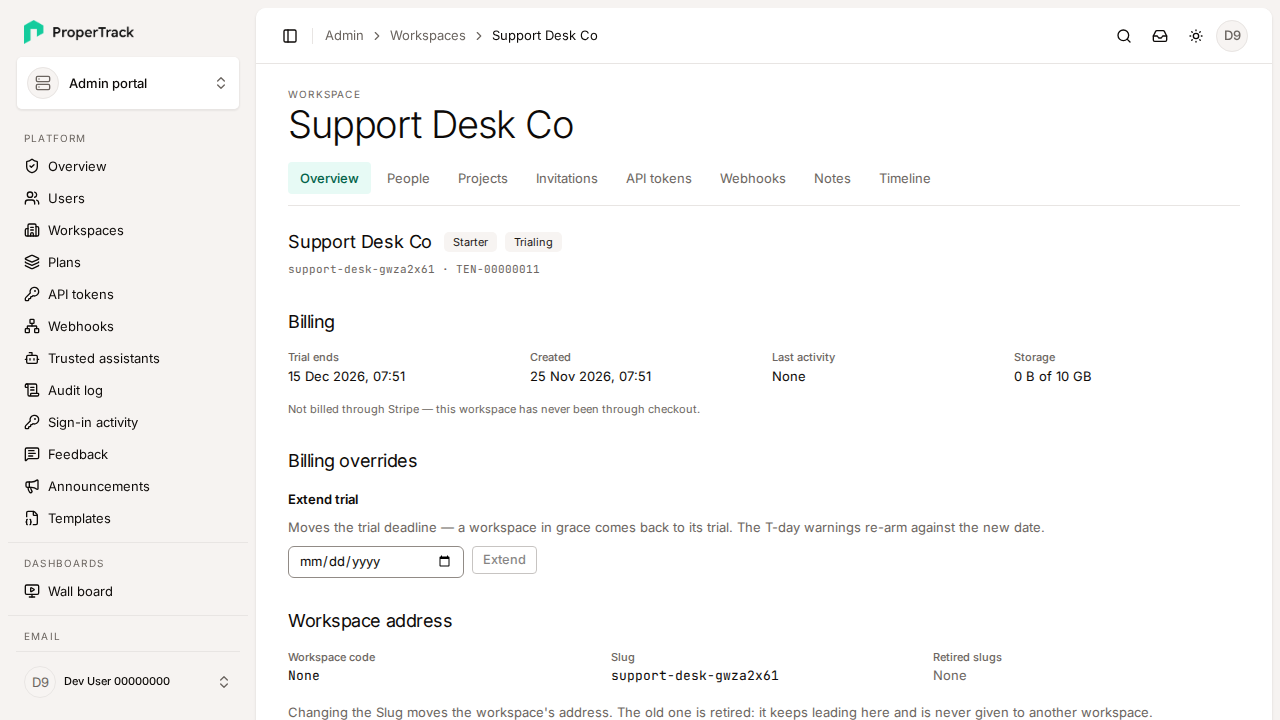 ProperTrack
Admin portal
PLATFORM
Overview
Users
Workspaces
Plans
API tokens
Webhooks
Trusted assistants
Audit log
Sign-in activity
Feedback
Announcements
Templates
DASHBOARDS
Wall board
EMAIL
D9 Dev User 00000000
Admin > Workspaces > Support Desk Co
D9
WORKSPACE
Support Desk Co
Overview People Projects Invitations API tokens Webhooks Notes Timeline
Support Desk Co Starter Trialing
support-desk-gwza2x61 · TEN-00000011
Billing
Trial ends Created Last activity Storage
15 Dec 2026, 07:51 25 Nov 2026, 07:51 None 0 B of 10 GB
Not billed through Stripe — this workspace has never been through checkout.
Billing overrides
Extend trial
Moves the trial deadline — a workspace in grace comes back to its trial. The T-day warnings re-arm against the new date.
mm/dd/yyyy Extend
Workspace address
Workspace code Slug Retired slugs
None support-desk-gwza2x61 None
Changing the Slug moves the workspace's address. The old one is retired: it keeps leading here and is never given to another workspace.